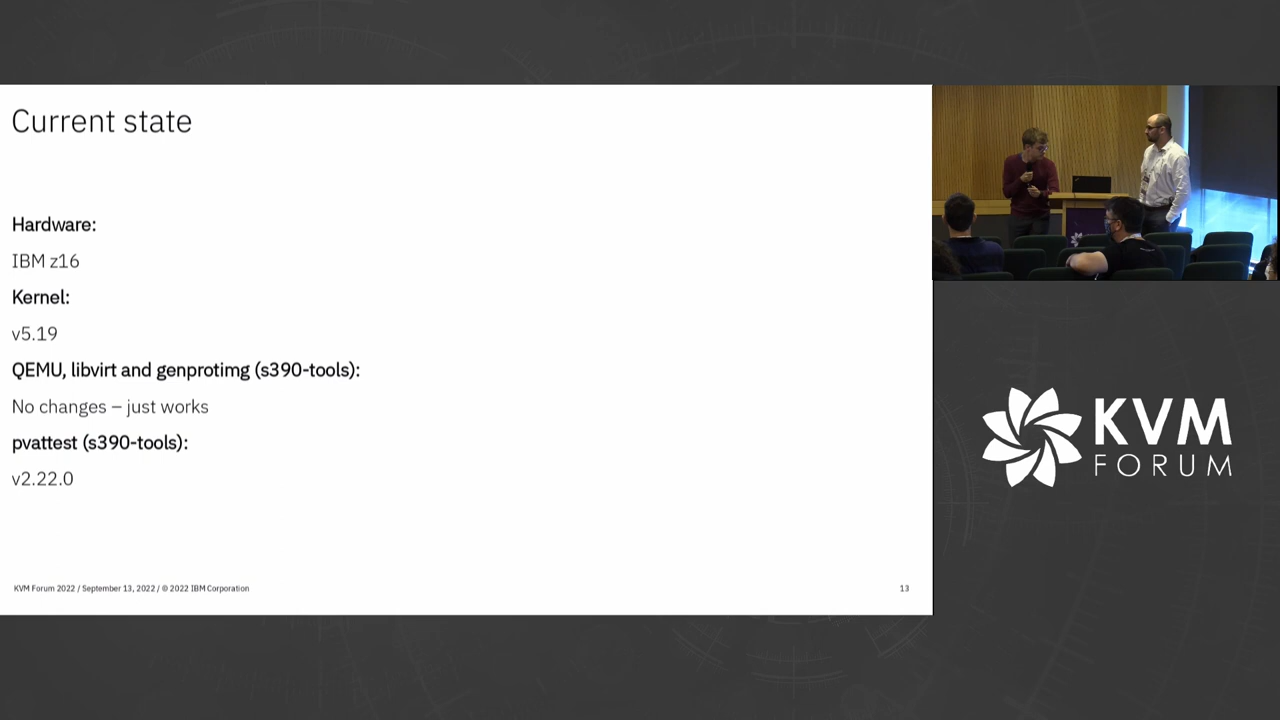 Current state
Hardware:
IBM z16
Kernel:
v5.19
QEMU, libvirt and genprotimg (s390-tools):
No changes – just works
pvattest (s390-tools):
v2.22.0
KVM Forum 2022 / September 13, 2022 / © 2022 IBM Corporation
13
KVM
FORUM